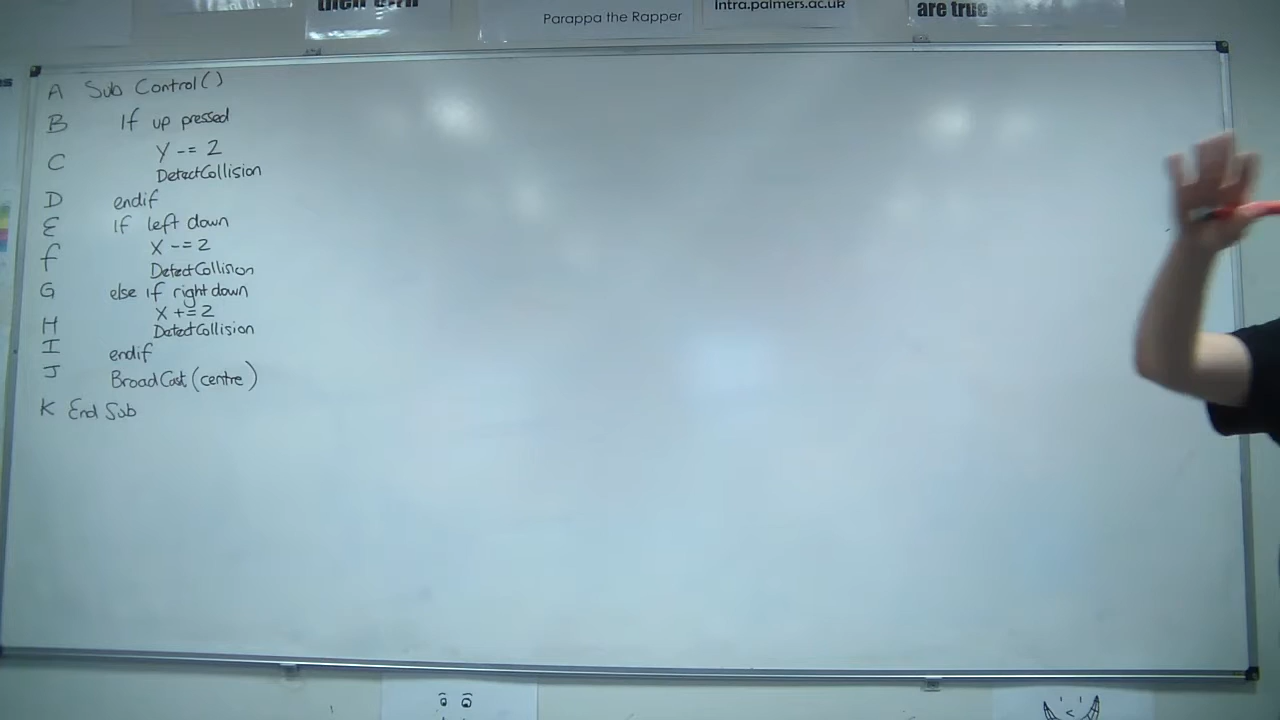 Parappa the Rapper
Intra.palmers.ac.uk
are true
A Sub Control()
B If up pressed
C Y -= 2
DetectCollision
D endif
E If left down
F X -= 2
DetectCollision
G else if right down
X += 2
H DetectCollision
I endif
J BroadCast(centre)
K End Sub